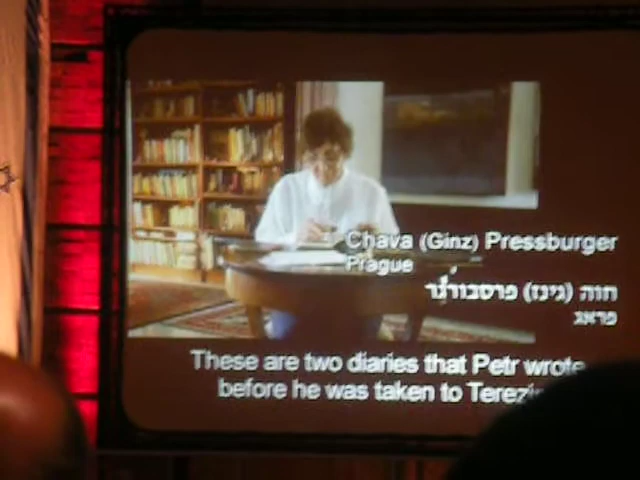 Chava (Ginz) Pressburger
Prague
חוה (גינז) פרסבורגר
פראג
These are two diaries that Petr wrote
before he was taken to